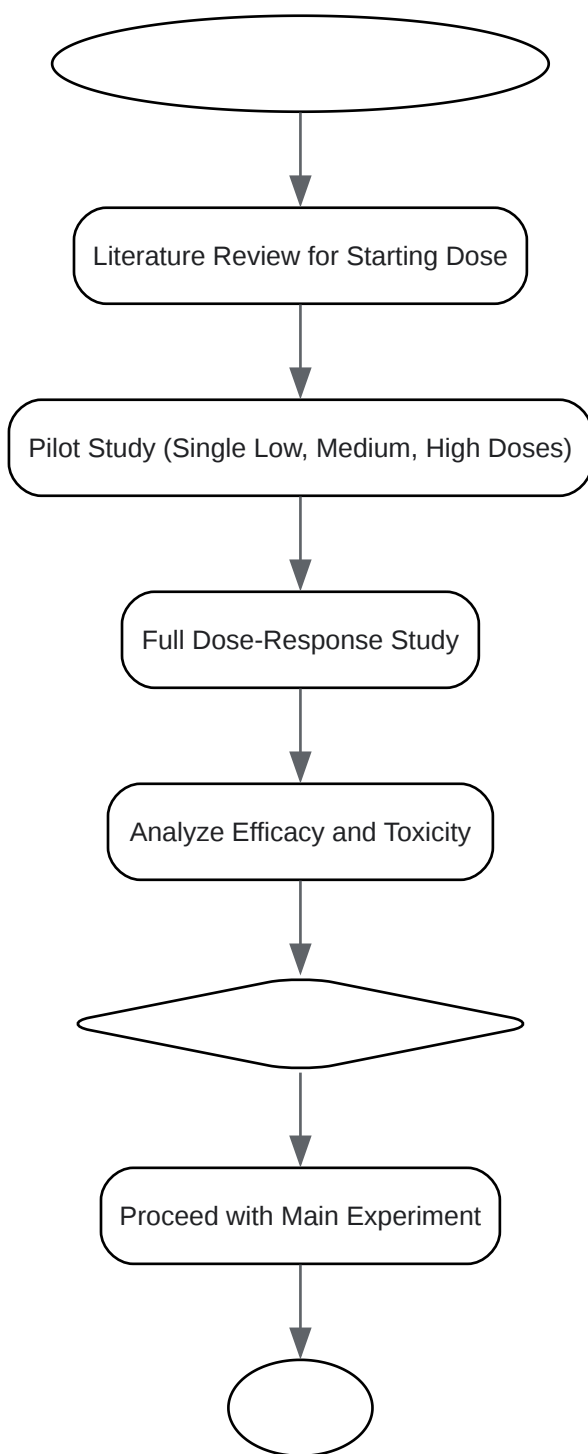 Literature Review for Starting Dose
Pilot Study (Single Low, Medium, High Doses)
Full Dose-Response Study
Analyze Efficacy and Toxicity
Proceed with Main Experiment